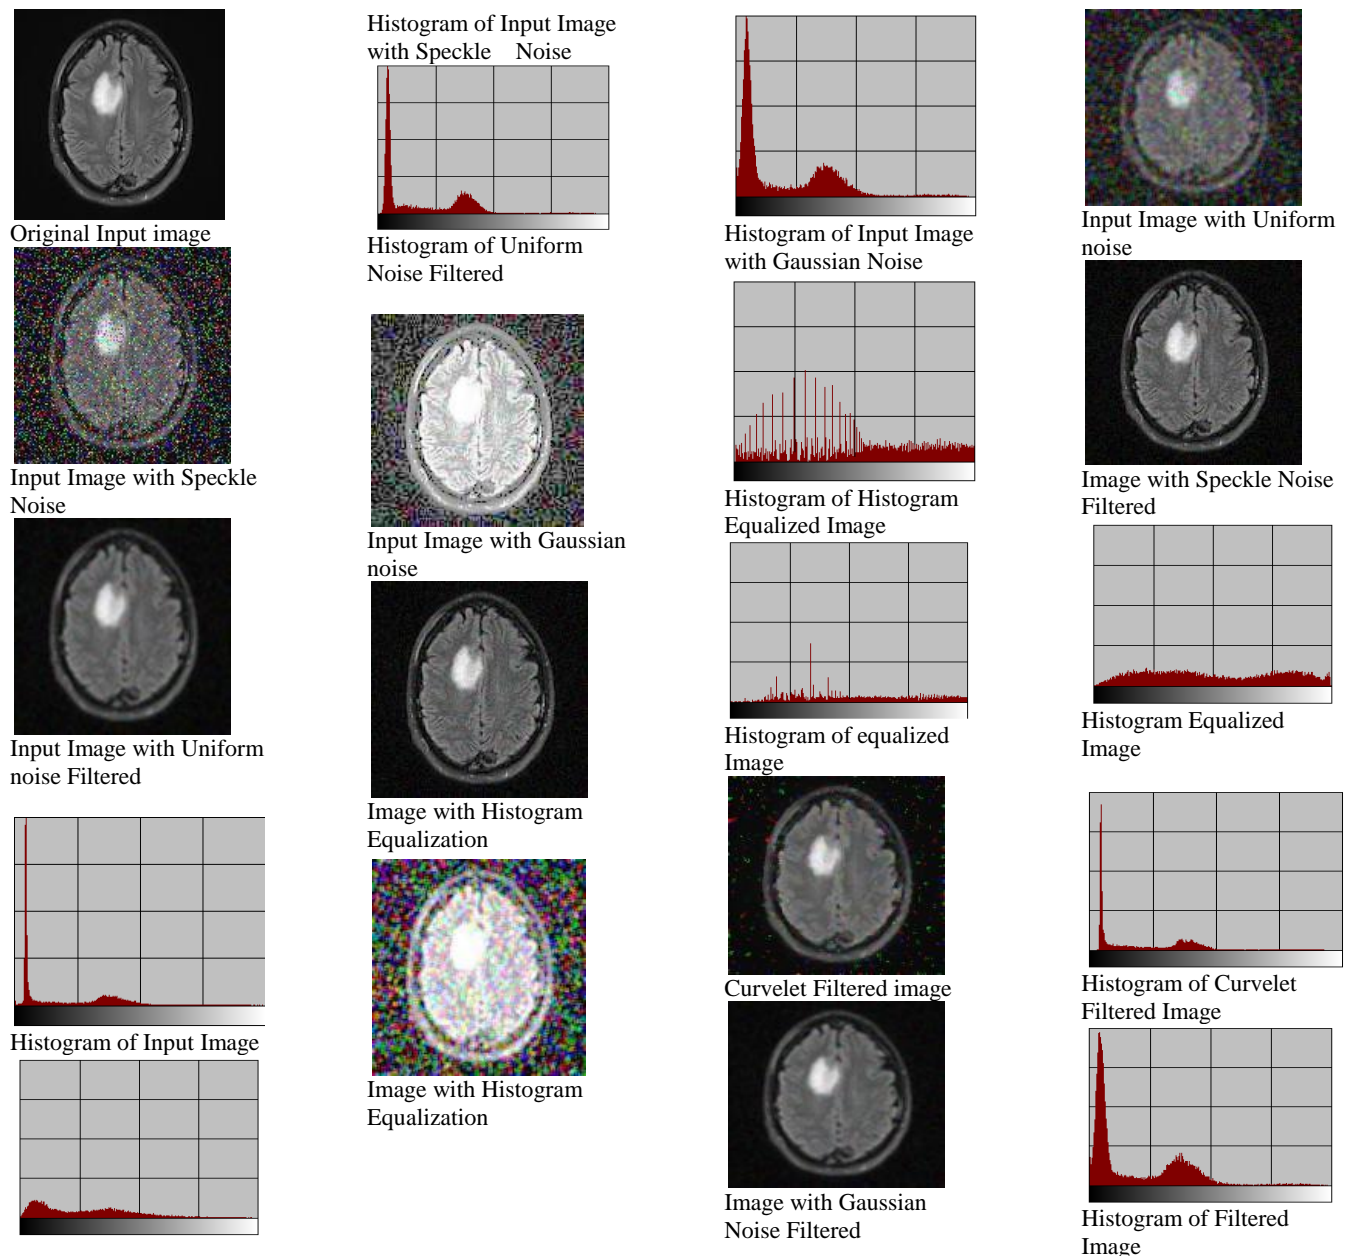 Original Input image
Input Image with Speckle
Noise
Input Image with Uniform
noise Filtered
Histogram of Input Image
Histogram of Input Image
with Speckle Noise
Histogram of Uniform
Noise Filtered
Input Image with Gaussian
noise
Image with Histogram
Equalization
Image with Histogram
Equalization
Histogram of Input Image
with Gaussian Noise
Histogram of Histogram
Equalized Image
Histogram of equalized
Image
Curvelet Filtered image
Image with Gaussian
Noise Filtered
Input Image with Uniform
noise
Image with Speckle Noise
Filtered
Histogram Equalized
Image
Histogram of Curvelet
Filtered Image
Histogram of Filtered
Image